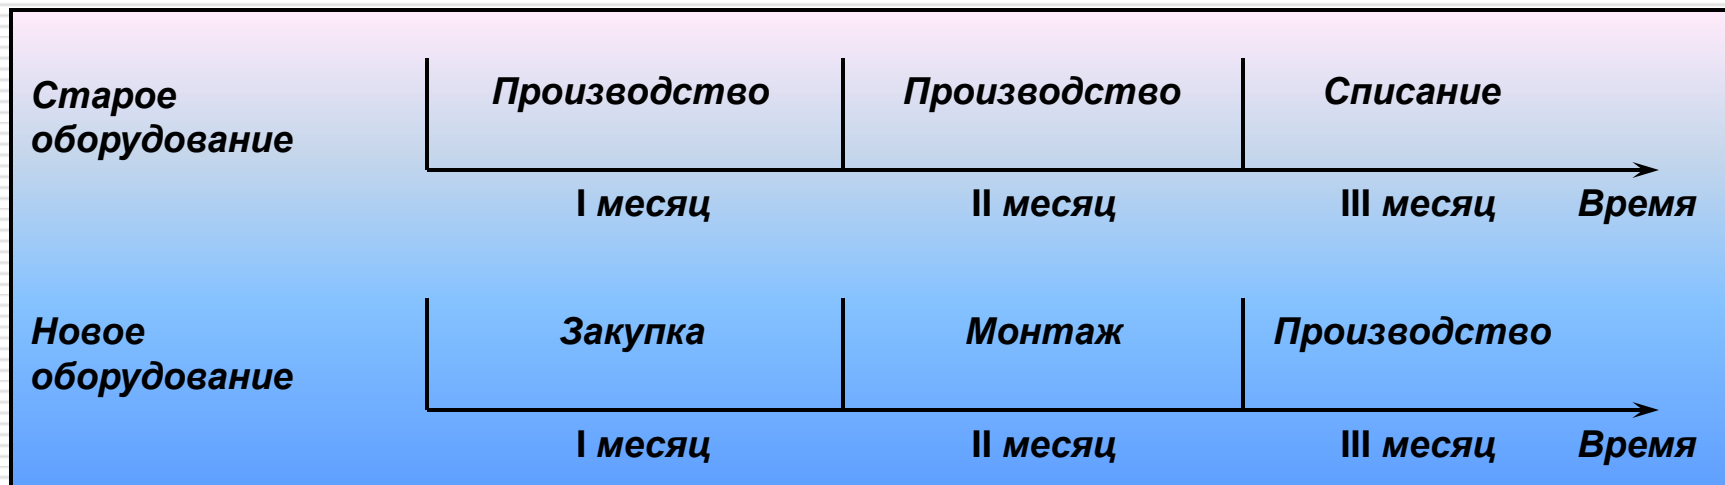 Старое
оборудование
Производство
Производство
Списание
I месяц
II месяц
III месяц
Время
Новое
оборудование
Закупка
Монтаж
Производство
I месяц
II месяц
III месяц
Время